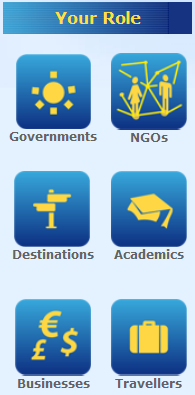 Your Role
Governments NGOs
Destinations Academics
€ £ $
Businesses Travellers